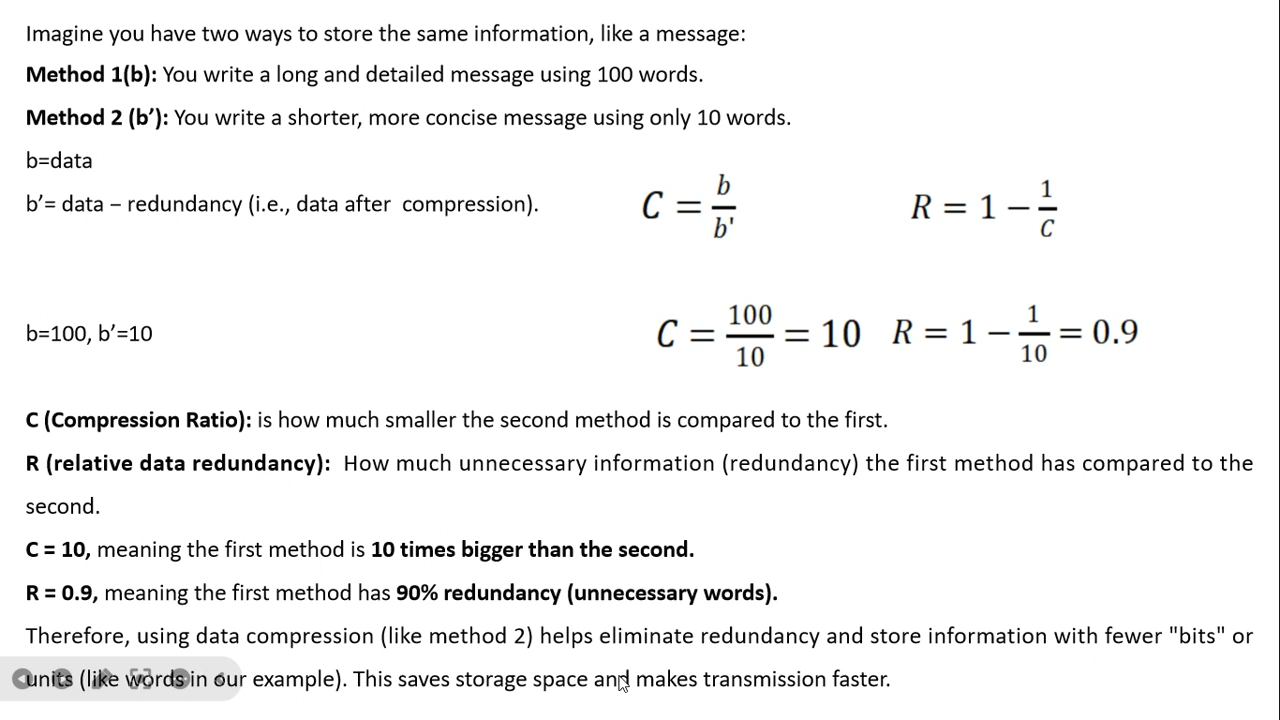 Imagine you have two ways to store the same information, like a message:
Method 1(b): You write a long and detailed message using 100 words.
Method 2 (b’): You write a shorter, more concise message using only 10 words.
b=data
b’= data – redundancy (i.e., data after  compression).
C = b/b' R = 1 − 1/C
b=100, b’=10
C = 100/10 = 10 R = 1 − 1/10 = 0.9
C (Compression Ratio): is how much smaller the second method is compared to the first.
R (relative data redundancy):  How much unnecessary information (redundancy) the first method has compared to the
second.
C = 10, meaning the first method is 10 times bigger than the second.
R = 0.9, meaning the first method has 90% redundancy (unnecessary words).
Therefore, using data compression (like method 2) helps eliminate redundancy and store information with fewer "bits" or
units (like words in our example). This saves storage space and makes transmission faster.